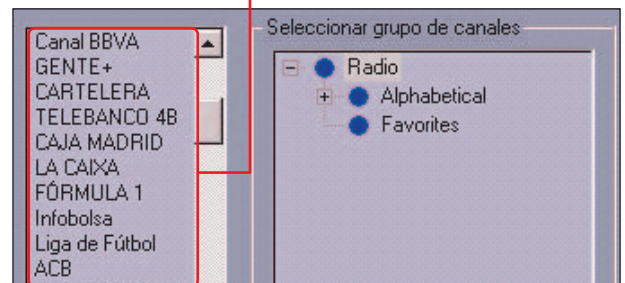 Canal BBVA
GENTE+
CARTELERA
TELEBANCO 4B
CAJA MADRID
LA CAIXA
FÓRMULA 1
Infobolsa
Liga de Fútbol
ACB
Seleccionar grupo de canales
Radio
Alphabetical
Favorites